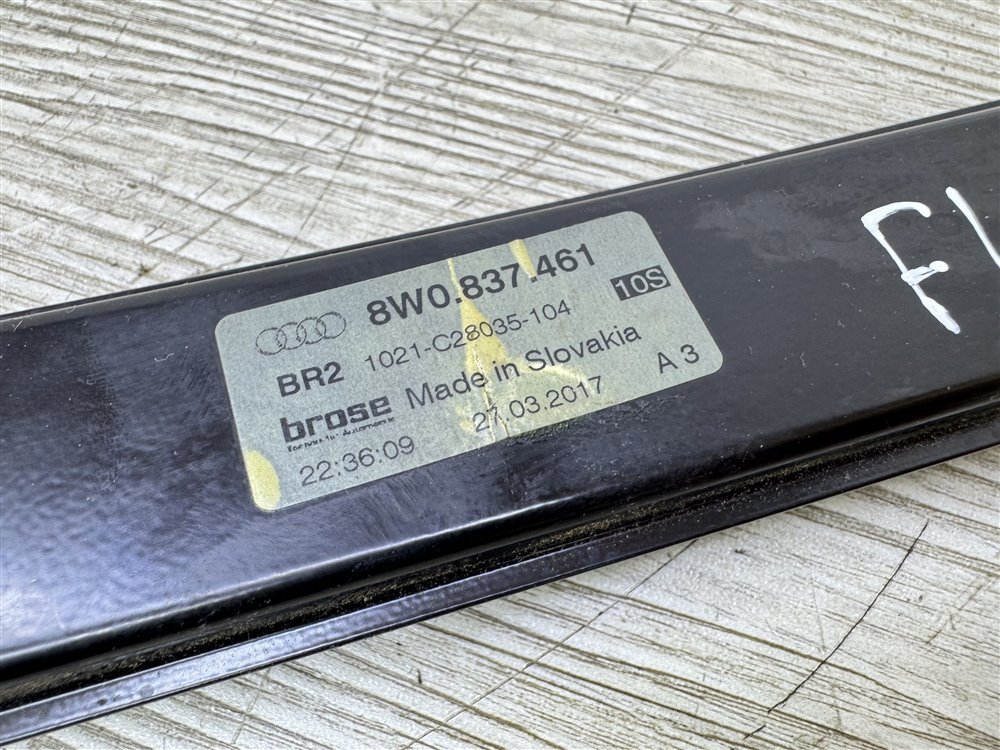 8W0.837.461
BR2 1021-C28035-104 10S
brose Made in Slovakia
22:36:09 27.03.2017 A 3